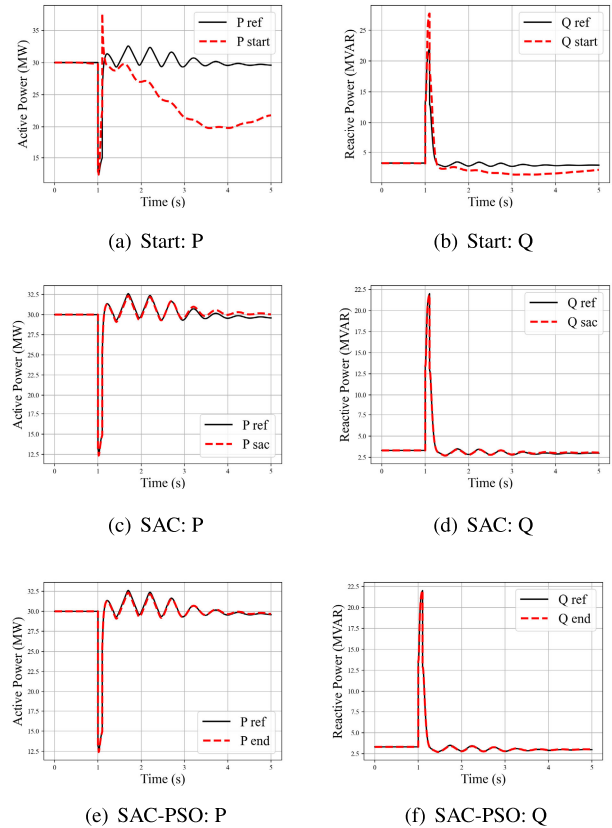 P ref
P start
Active Power (MW)
35
30
25
20
15
0
1
2
3
4
5
Time (s)
(a) Start: P
Q ref
Q start
Reacive Power (MVAR)
25
20
15
10
5
0
1
2
3
4
5
Time (s)
(b) Start: Q
P ref
P sac
Active Power (MW)
32.5
30.0
27.5
25.0
22.5
20.0
17.5
15.0
12.5
0
1
2
3
4
5
Time (s)
(c) SAC: P
Q ref
Q sac
Reactive Power (MVAR)
22.5
20.0
17.5
15.0
12.5
10.0
7.5
5.0
2.5
0
1
2
3
4
5
Time (s)
(d) SAC: Q
P ref
P end
Active Power (MW)
32.5
30.0
27.5
25.0
22.5
20.0
17.5
15.0
12.5
0
1
2
3
4
5
Time (s)
(e) SAC-PSO: P
Q ref
Q end
Reactive Power (MVAR)
22.5
20.0
17.5
15.0
12.5
10.0
7.5
5.0
2.5
0
1
2
3
4
5
Time (s)
(f) SAC-PSO: Q